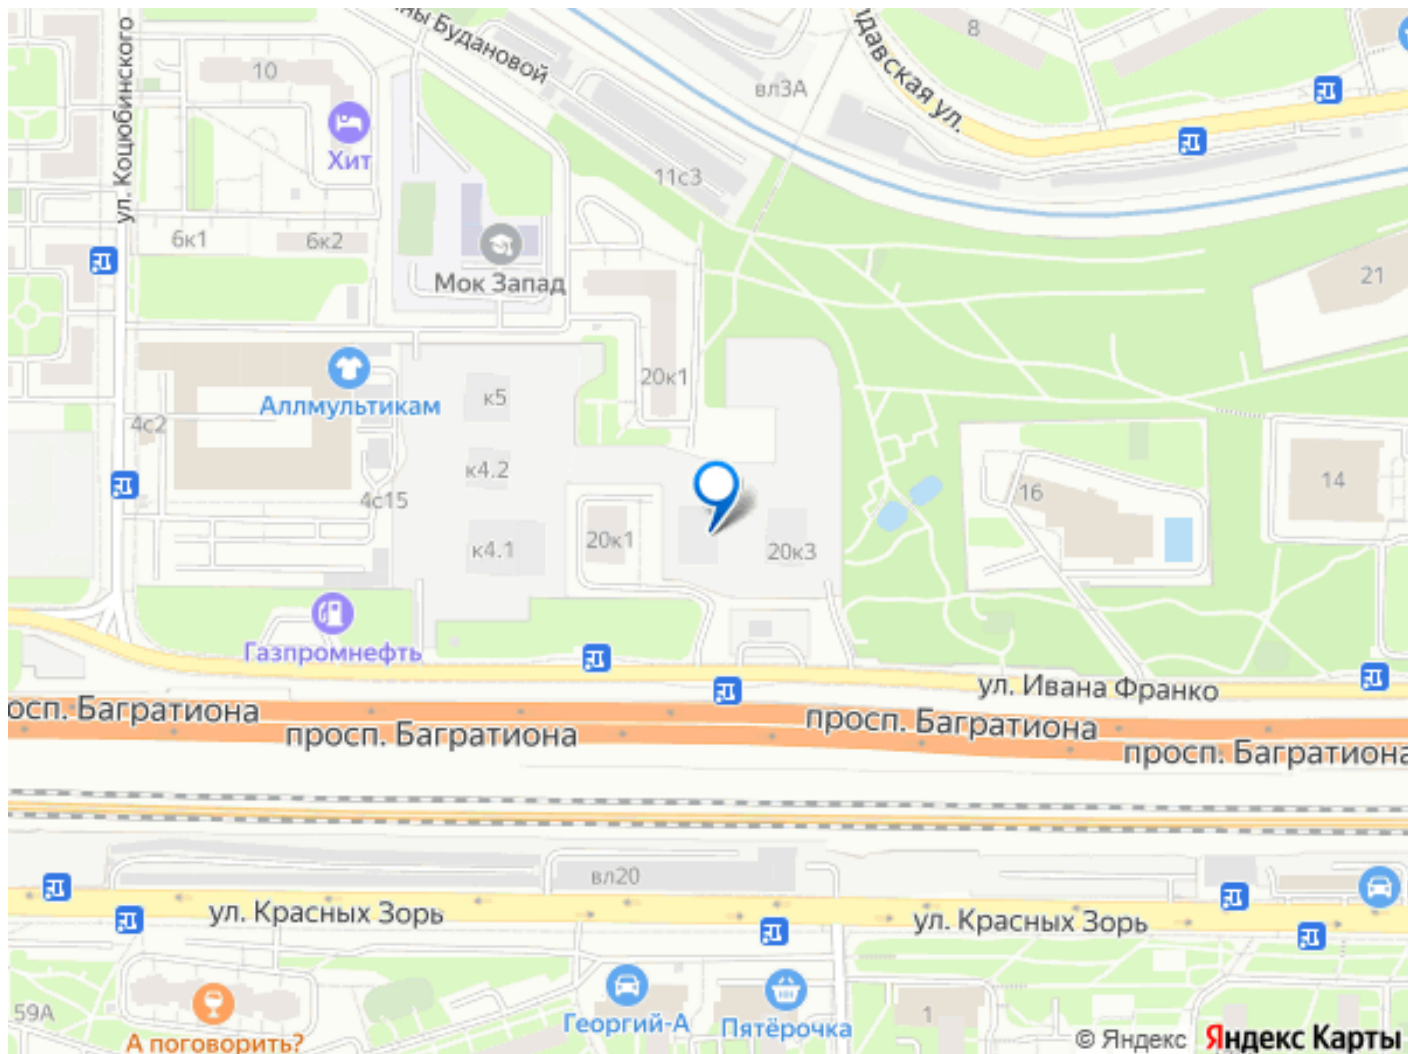 ны Будановой
ул. Коцюбинского
давская ул.
8
10
вл3А
Хит
11с3
6к1
6к2
Мок Запад
21
20к1
к5
Аллмультикам
4с2
к4.2
4с15
16
14
к4.1
20к1
20к3
Газпромнефть
ул. Ивана Франко
осп. Багратиона
просп. Багратиона
просп. Багратиона
просп. Багратиона
вл20
ул. Красных Зорь
ул. Красных Зорь
59А
Георгий-А
Пятёрочка
1
А поговорить?
© Яндекс Яндекс Карты